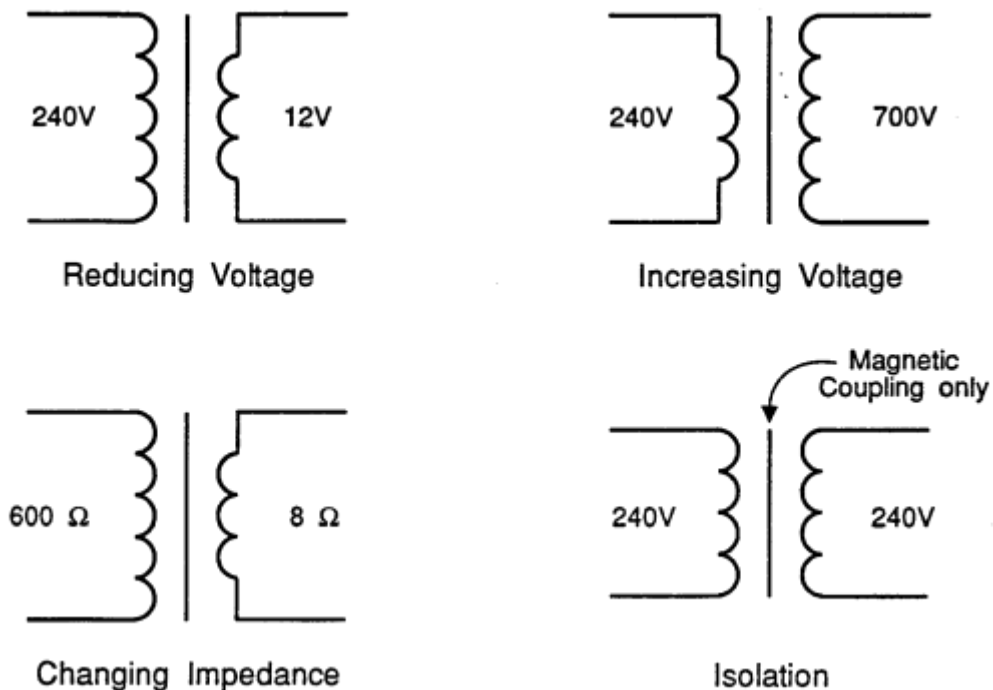 240V
12V
Reducing Voltage
240V
700V
Increasing Voltage
600 Ω
8 Ω
Changing Impedance
Magnetic
Coupling only
240V
240V
Isolation